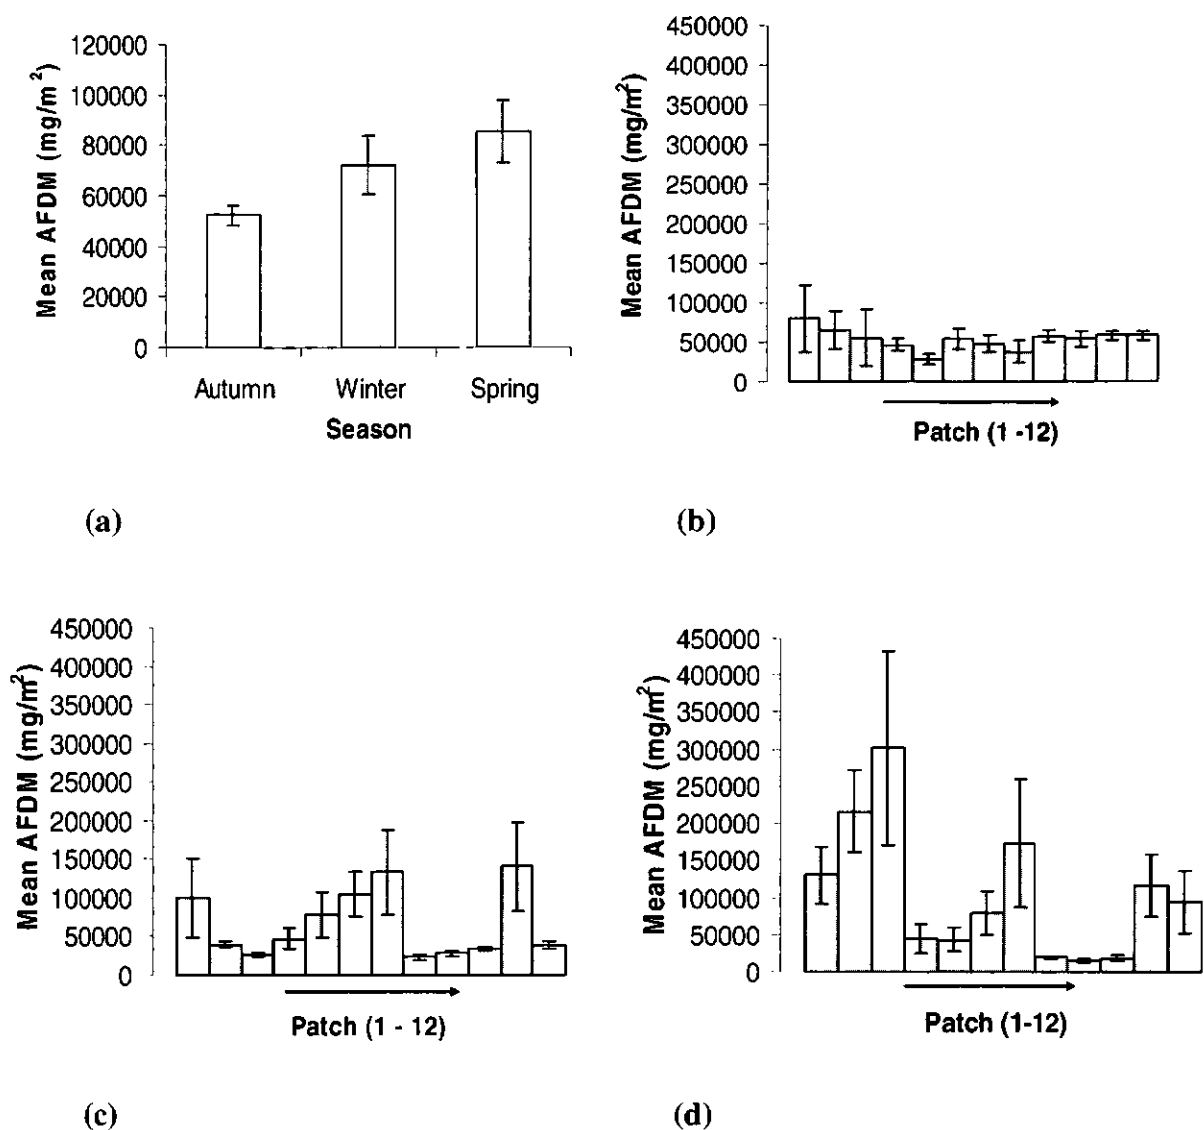 120000
100000
80000
60000
40000
20000
0
Mean AFDM (mg/m²)
Autumn Winter Spring
Season
(a)
450000
400000
350000
300000
250000
200000
150000
100000
50000
0
Mean AFDM (mg/m²)
Patch (1 -12)
(b)
450000
400000
350000
300000
250000
200000
150000
100000
50000
0
Mean AFDM (mg/m²)
Patch (1 - 12)
(c)
450000
400000
350000
300000
250000
200000
150000
100000
50000
0
Mean AFDM (mg/m²)
Patch (1-12)
(d)